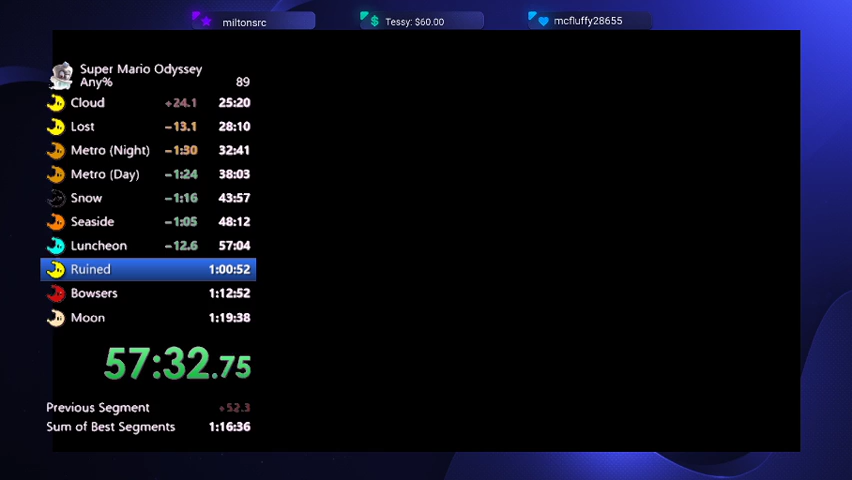 miltonsrc
Tessy: $60.00
mcfluffy28655
Super Mario Odyssey
Any% 89
Cloud +24.1 25:20
Lost −13.1 28:10
Metro (Night) −1:30 32:41
Metro (Day) −1:24 38:03
Snow −1:16 43:57
Seaside −1:05 48:12
Luncheon −12.6 57:04
Ruined 1:00:52
Bowsers 1:12:52
Moon 1:19:38
57:32.75
Previous Segment +52.3
Sum of Best Segments 1:16:36